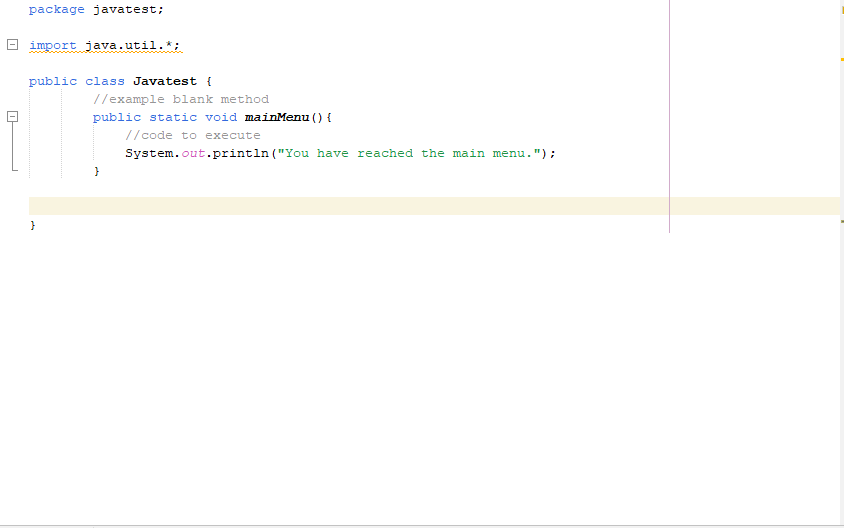 package javatest;
import java.util.*;
public class Javatest {
//example blank method
public static void mainMenu(){
//code to execute
System.out.println("You have reached the main menu.");
}
}